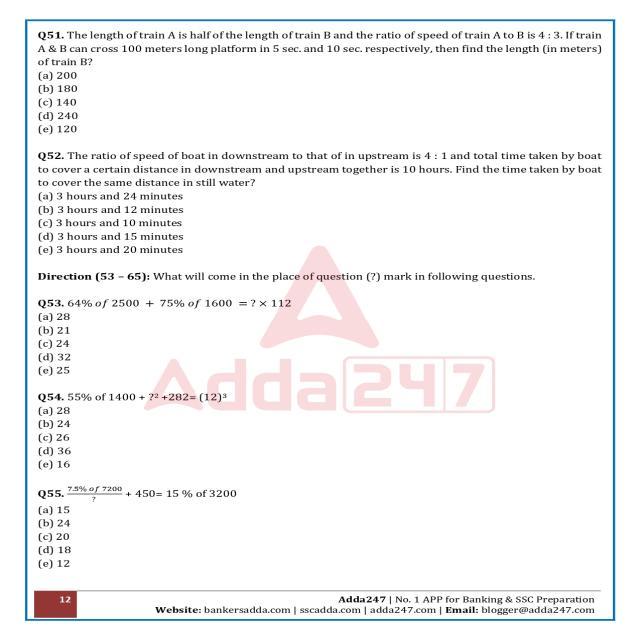 Q51. The length of train A is half of the length of train B and the ratio of speed of train A to B is 4 : 3. If train
A & B can cross 100 meters long platform in 5 sec. and 10 sec. respectively, then find the length (in meters)
of train B?
(a) 200
(b) 180
(c) 140
(d) 240
(e) 120
Q52. The ratio of speed of boat in downstream to that of in upstream is 4 : 1 and total time taken by boat
to cover a certain distance in downstream and upstream together is 10 hours. Find the time taken by boat
to cover the same distance in still water?
(a) 3 hours and 24 minutes
(b) 3 hours and 12 minutes
(c) 3 hours and 10 minutes
(d) 3 hours and 15 minutes
(e) 3 hours and 20 minutes
Direction (53 – 65): What will come in the place of question (?) mark in following questions.
Q53. 64% of 2500 + 75% of 1600 = ? × 112
(a) 28
(b) 21
(c) 24
(d) 32
(e) 25
Adda247
Q54. 55% of 1400 + ?² +282= (12)³
(a) 28
(b) 24
(c) 26
(d) 36
(e) 16
Q55. 7.5% of 7200/? + 450= 15 % of 3200
(a) 15
(b) 24
(c) 20
(d) 18
(e) 12
12
Adda247 | No. 1 APP for Banking & SSC Preparation
Website: bankersadda.com | sscadda.com | adda247.com | Email: blogger@adda247.com